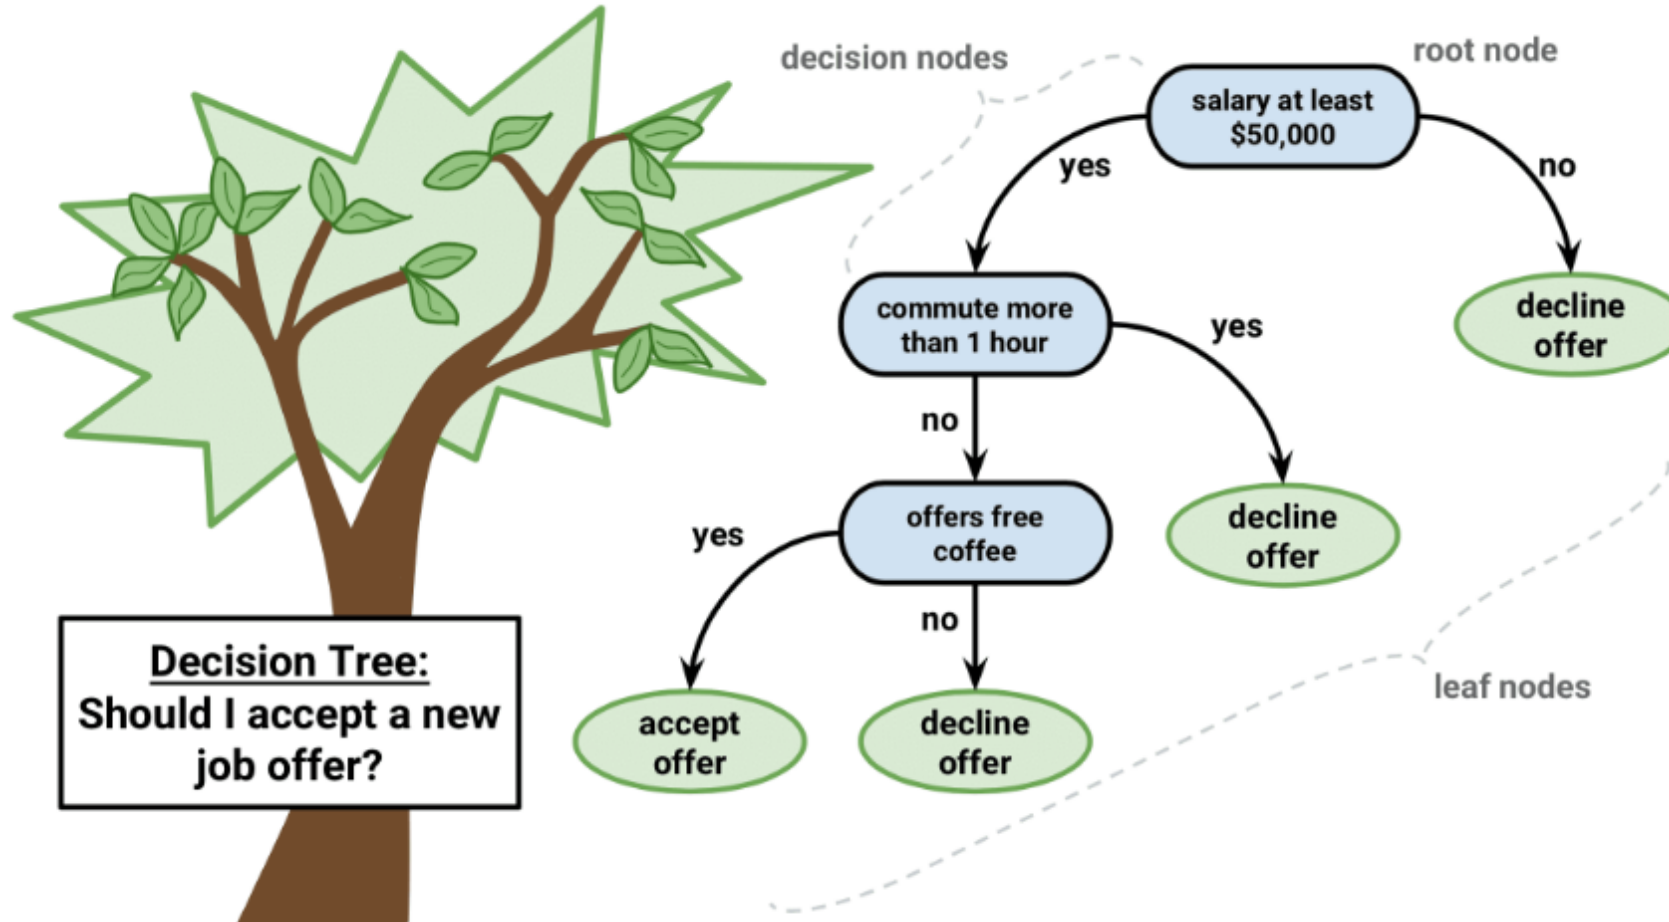 decision nodes
root node
salary at least
$50,000
yes
no
commute more
than 1 hour
yes
decline
offer
no
offers free
coffee
decline
offer
yes
no
Decision Tree:
Should I accept a new
job offer?
accept
offer
decline
offer
leaf nodes